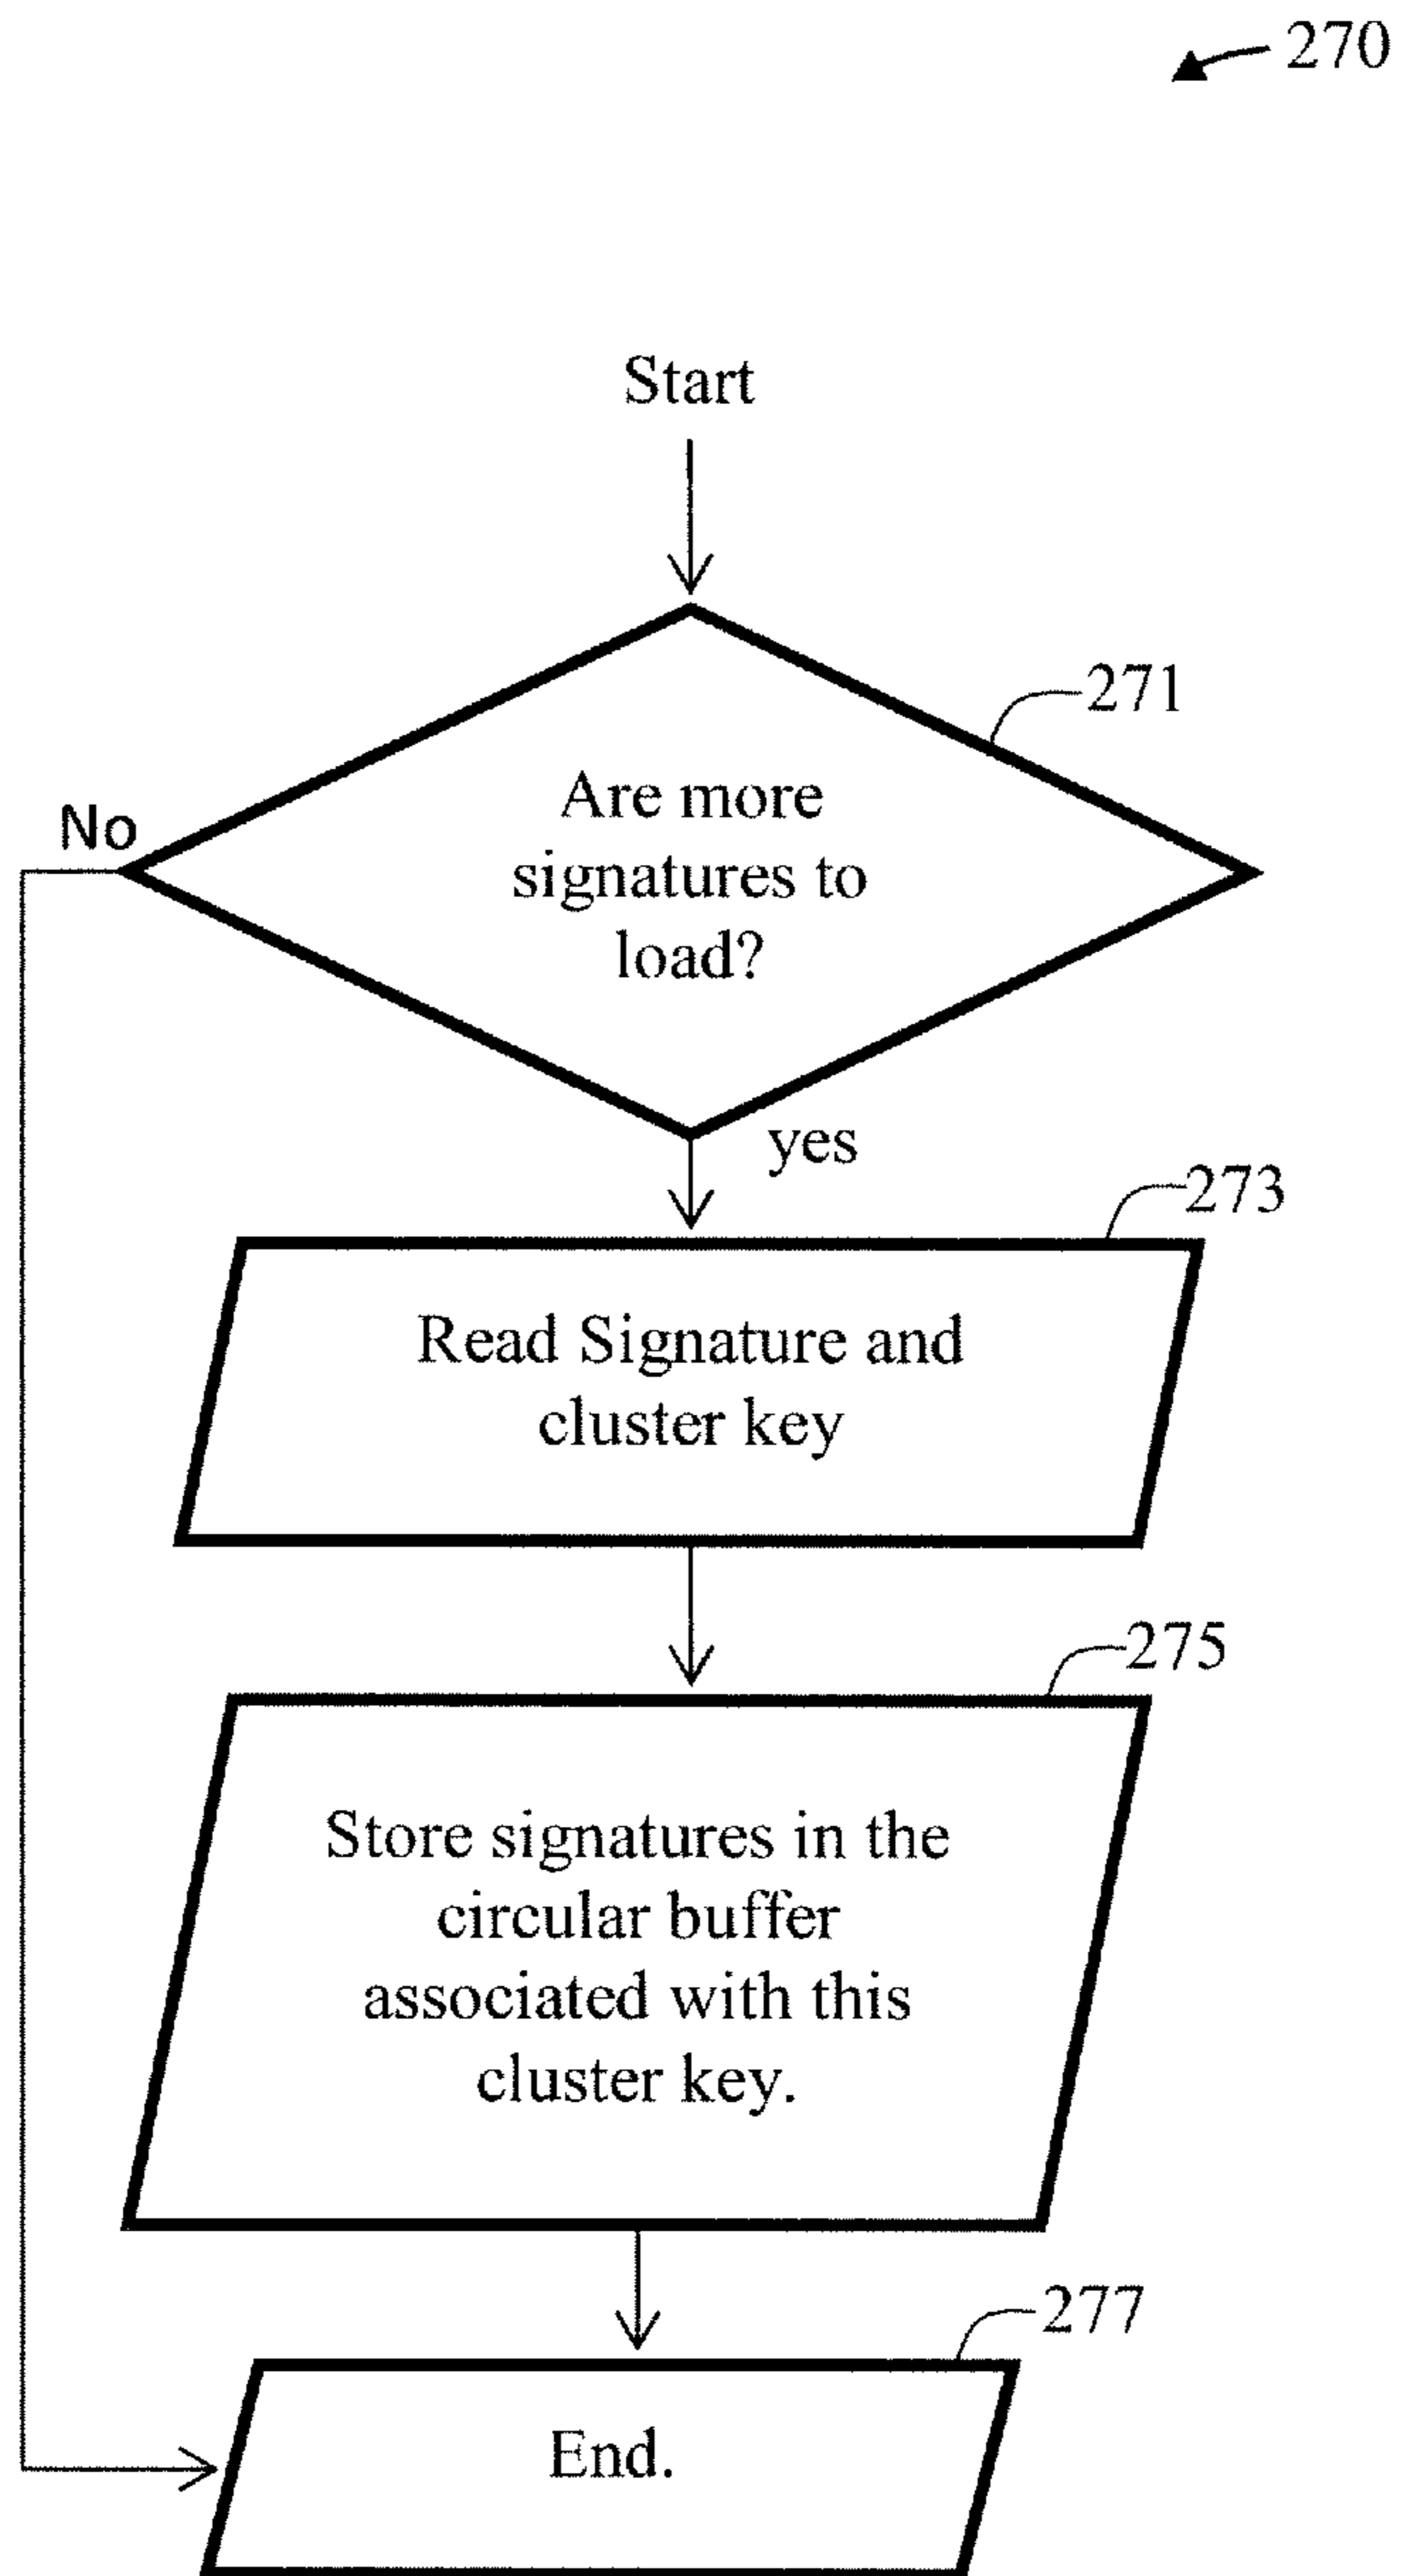 270
Start
271
Are more
signatures to
load?
No
yes
273
Read Signature and
cluster key
275
Store signatures in the
circular buffer
associated with this
cluster key.
277
End.